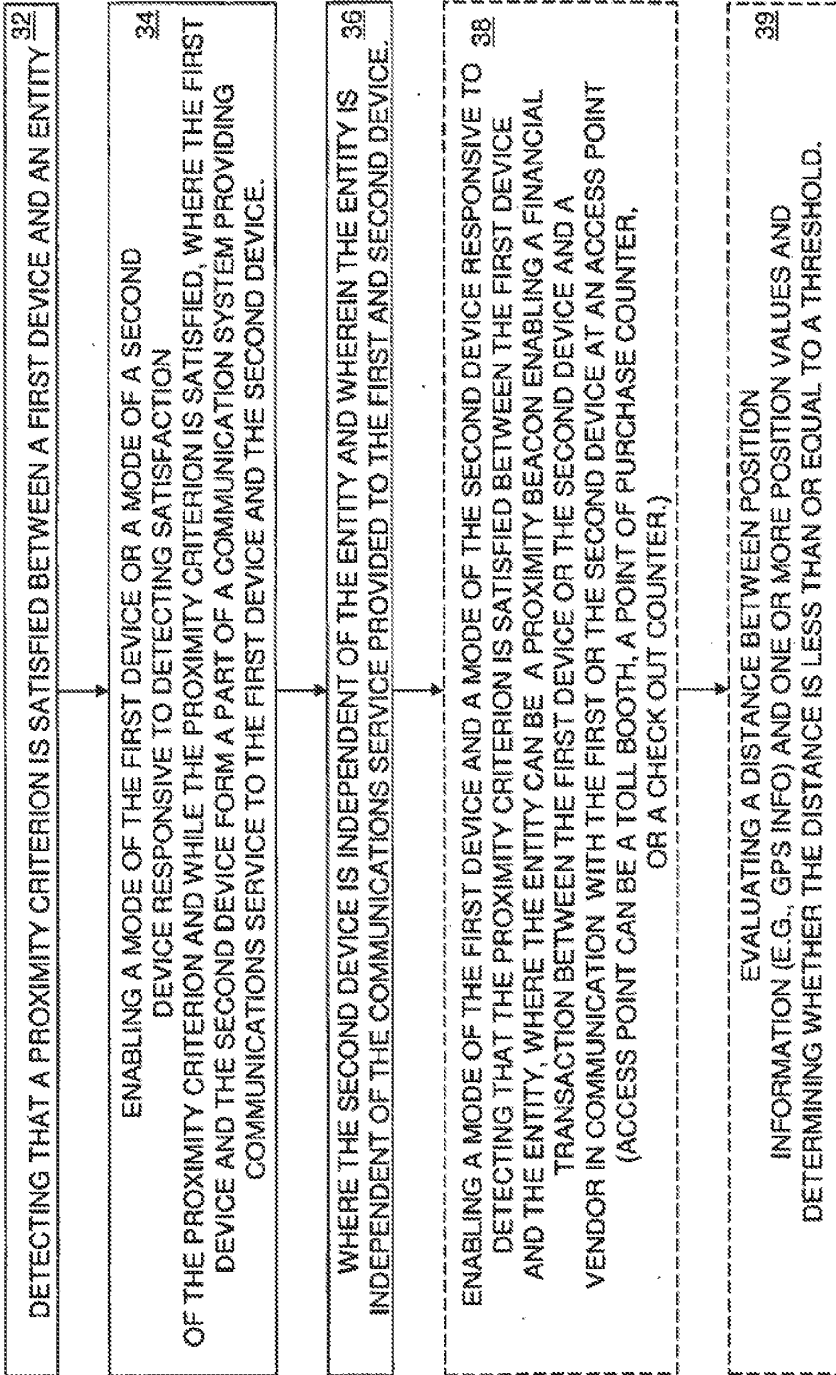 DETECTING THAT A PROXIMITY CRITERION IS SATISFIED BETWEEN A FIRST DEVICE AND AN ENTITY
32
ENABLING A MODE OF THE FIRST DEVICE OR A MODE OF A SECOND
DEVICE RESPONSIVE TO DETECTING SATISFACTION
OF THE PROXIMITY CRITERION AND WHILE THE PROXIMITY CRITERION IS SATISFIED, WHERE THE FIRST
DEVICE AND THE SECOND DEVICE FORM A PART OF A COMMUNICATION SYSTEM PROVIDING
COMMUNICATIONS SERVICE TO THE FIRST DEVICE AND THE SECOND DEVICE.
34
WHERE THE SECOND DEVICE IS INDEPENDENT OF THE ENTITY AND WHEREIN THE ENTITY IS
INDEPENDENT OF THE COMMUNICATIONS SERVICE PROVIDED TO THE FIRST AND SECOND DEVICE.
36
ENABLING A MODE OF THE FIRST DEVICE AND A MODE OF THE SECOND DEVICE RESPONSIVE TO
DETECTING THAT THE PROXIMITY CRITERION IS SATISFIED BETWEEN THE FIRST DEVICE
AND THE ENTITY, WHERE THE ENTITY CAN BE A PROXIMITY BEACON ENABLING A FINANCIAL
TRANSACTION BETWEEN THE FIRST DEVICE OR THE SECOND DEVICE AND A
VENDOR IN COMMUNICATION WITH THE FIRST OR THE SECOND DEVICE AT AN ACCESS POINT
(ACCESS POINT CAN BE A TOLL BOOTH, A POINT OF PURCHASE COUNTER,
OR A CHECK OUT COUNTER.)
38
EVALUATING A DISTANCE BETWEEN POSITION
INFORMATION (E.G., GPS INFO) AND ONE OR MORE POSITION VALUES AND
DETERMINING WHETHER THE DISTANCE IS LESS THAN OR EQUAL TO A THRESHOLD.
39